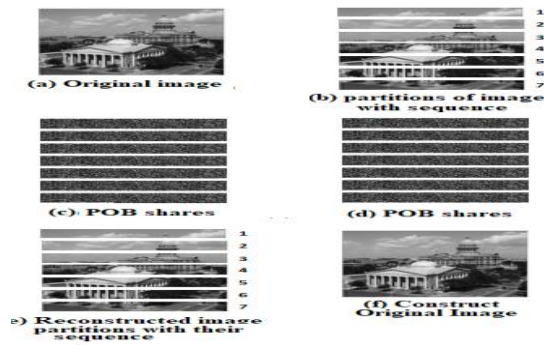 (a) Original image
1
2
3
4
5
6
7
(b) partitions of image
with sequence
(c) POB shares
(d) POB shares
1
2
3
4
5
6
7
e) Reconstructed image
partitions with their
sequence
(f) Construct
Original Image